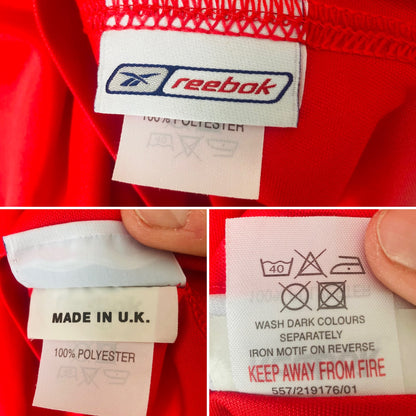 Reebok
100% POLYESTER
MADE IN U.K.
100% POLYESTER
40
WASH DARK COLOURS
SEPARATELY
IRON MOTIF ON REVERSE
KEEP AWAY FROM FIRE
557/219176/01